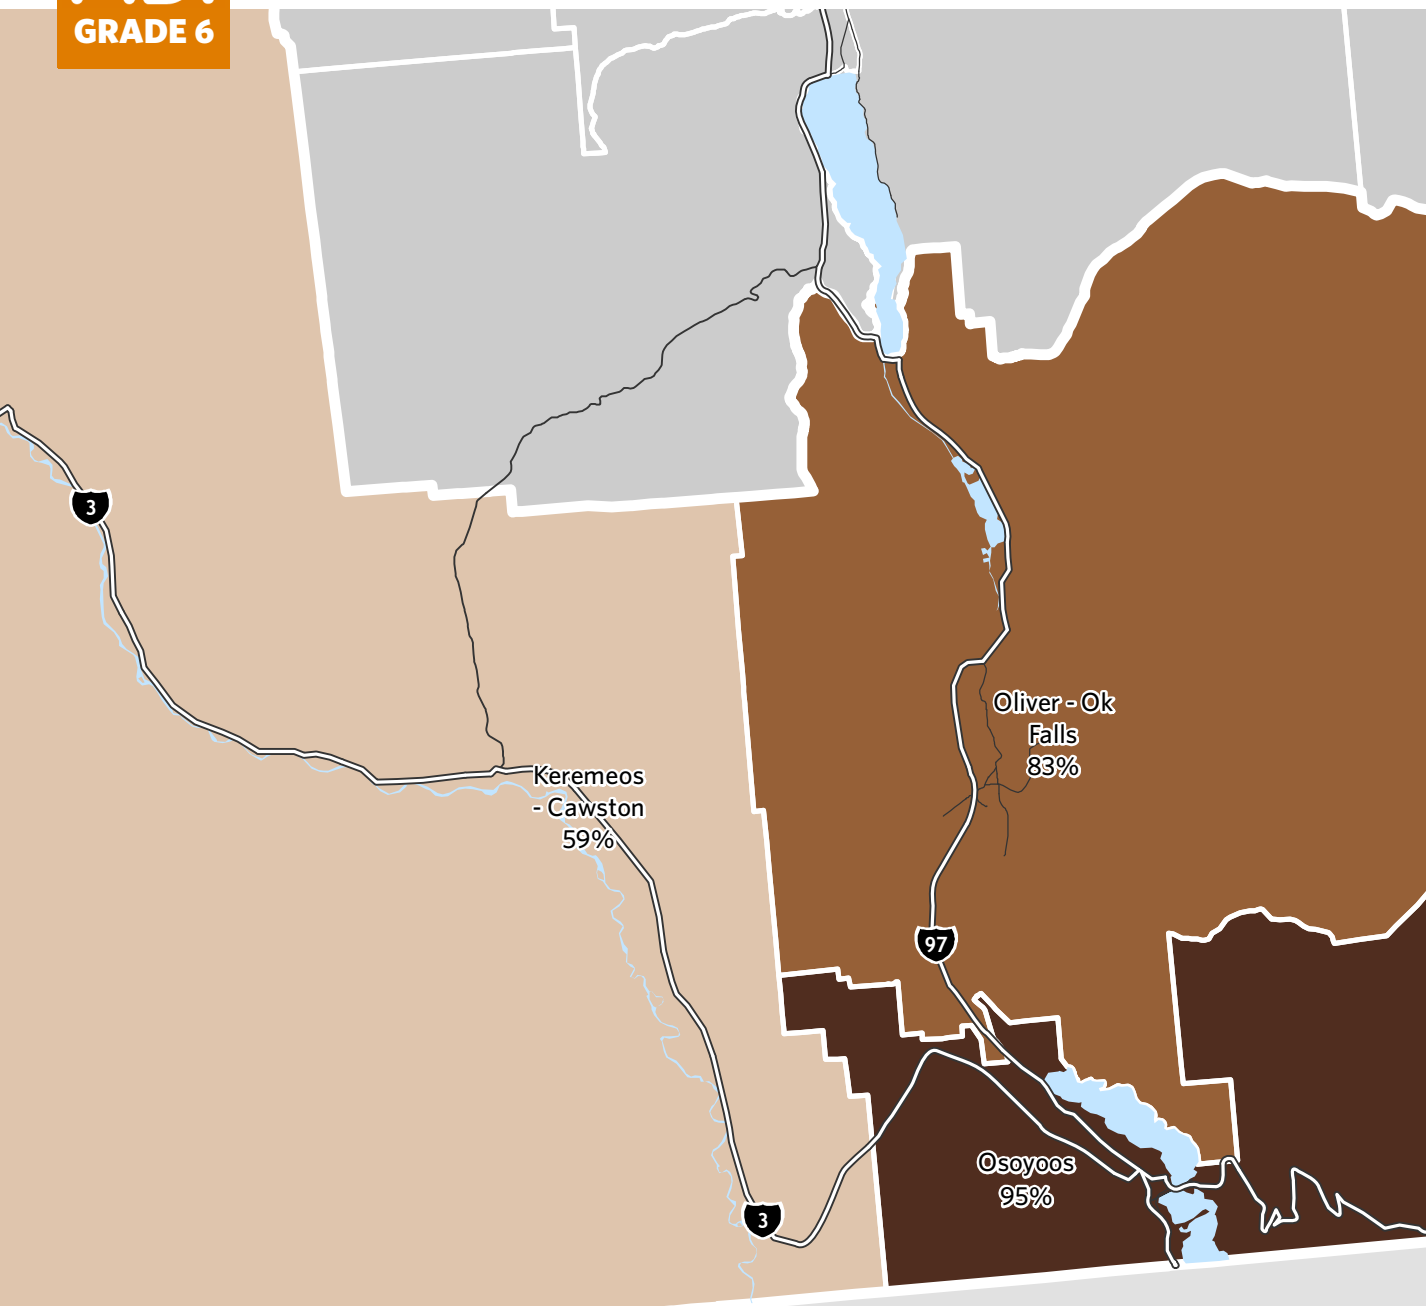 GRADE 6
3
Oliver - Ok
Falls
83%
Keremeos
- Cawston
59%
97
Osoyoos
95%
3